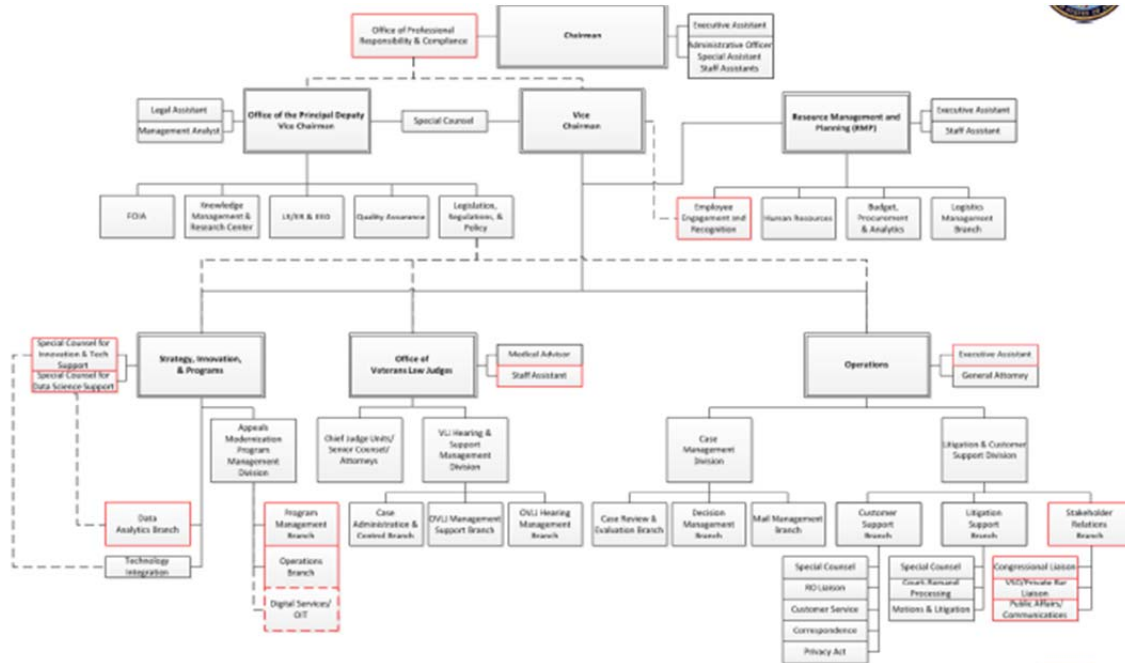 Office of Professional
Responsibility & Compliance
Chairman
Executive Assistant
Administrative Officer
Special Assistant
Staff Assistants
Legal Assistant
Management Analyst
Office of the Principal Deputy
Vice Chairman
Special Counsel
Vice
Chairman
Resource Management and
Planning (RMP)
Executive Assistant
Staff Assistant
FOIA
Knowledge
Management &
Research Center
LR/ER & EEO
Quality Assurance
Legislation,
Regulations, &
Policy
Employee
Engagement and
Recognition
Human Resources
Budget,
Procurement
& Analytics
Logistics
Management
Branch
Special Counsel for
Innovation & Tech
Support
Special Counsel for
Data Science Support
Strategy, Innovation,
& Programs
Office of
Veterans Law Judges
Medical Advisor
Staff Assistant
Operations
Executive Assistant
General Attorney
Appeals
Modernization
Program
Management
Division
Chief Judge Units/
Senior Counsel/
Attorneys
VLJ Hearing &
Support
Management
Division
Case
Management
Division
Litigation & Customer
Support Division
Data
Analytics Branch
Technology
Integration
Program
Management
Branch
Operations
Branch
Digital Services/
OIT
Case
Administration &
Control Branch
OVLJ Management
Support Branch
OVLJ Hearing
Management
Case Review &
Evaluation Branch
Decision
Management
Branch
Mail Management
Branch
Customer
Support Branch
Litigation
Support
Branch
Stakeholder
Relations
Branch
Special Counsel
RO Liaison
Customer Service
Correspondence
Privacy Act
Special Counsel
Court Remand
Processing
Motions & Litigation
Congressional Liaison
VSO/Private Bar
Liaison
Public Affairs/
Communications